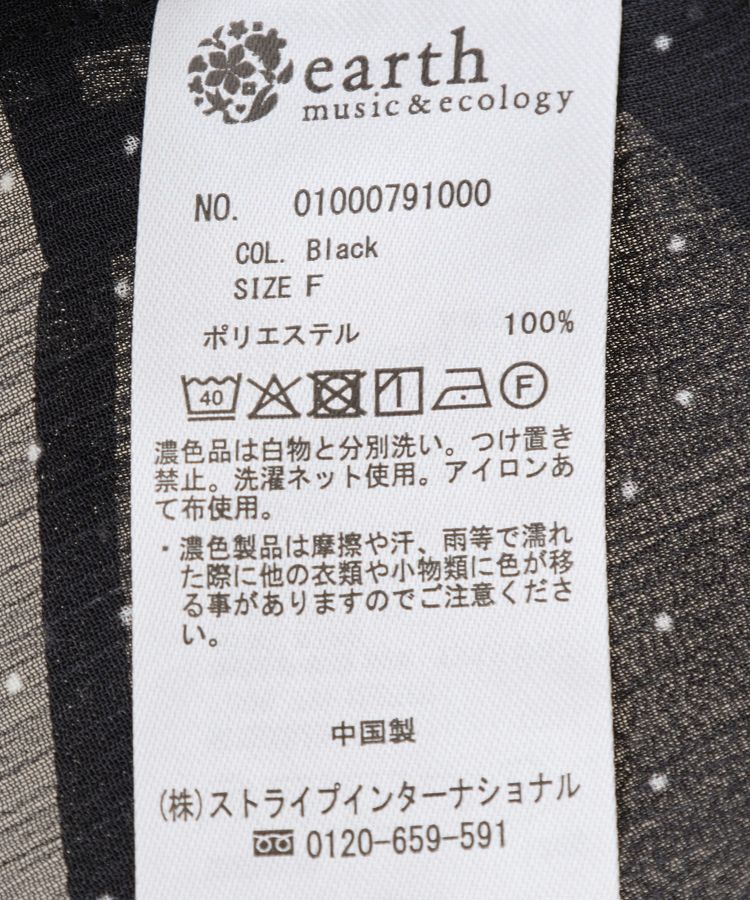 earth
music&ecology
NO. 01000791000
COL. Black
SIZE F
ポリエステル 100%
40 F
濃色品は白物と分別洗い。つけ置き
禁止。洗濯ネット使用。アイロンあ
て布使用。
・濃色製品は摩擦や汗、雨等で濡れ
た際に他の衣類や小物類に色が移
る事がありますのでご注意くださ
い。
中国製
(株)ストライプインターナショナル
0120-659-591